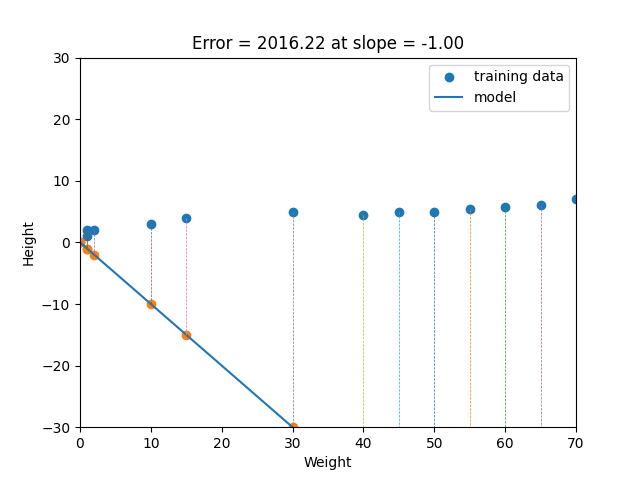 Error = 2016.22 at slope = -1.00
training data
model
Height
30
20
10
0
−10
−20
−30
0 10 20 30 40 50 60 70
Weight